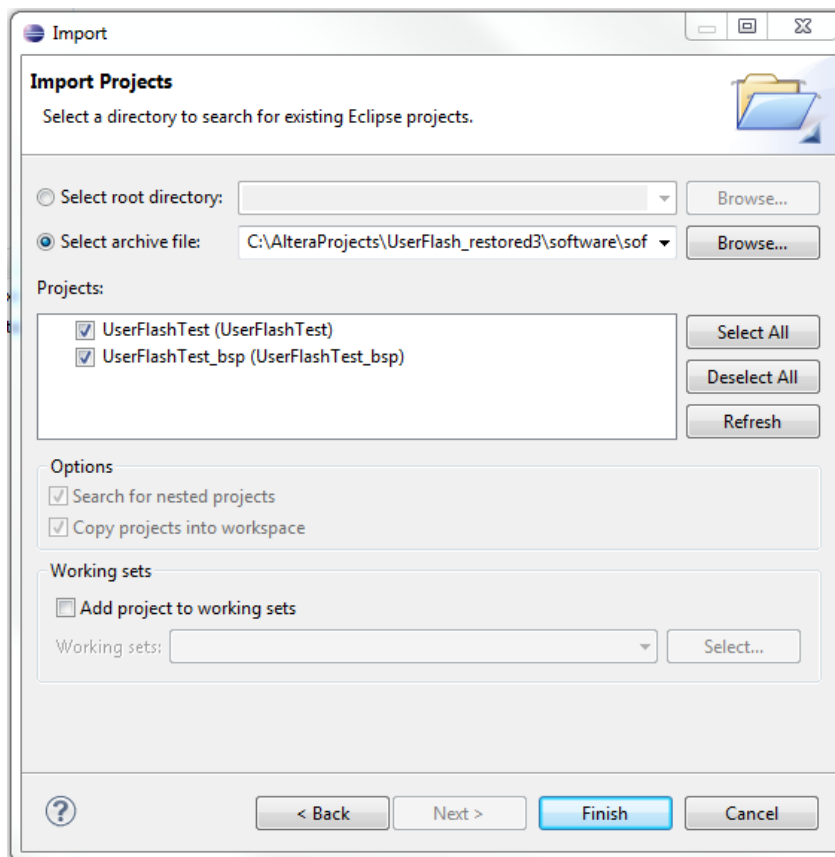 Import
Import Projects
Select a directory to search for existing Eclipse projects.
Select root directory:
Browse...
Select archive file:
C:\AlteraProjects\UserFlash_restored3\software\sof
Browse...
Projects:
UserFlashTest (UserFlashTest)
UserFlashTest_bsp (UserFlashTest_bsp)
Select All
Deselect All
Refresh
Options
Search for nested projects
Copy projects into workspace
Working sets
Add project to working sets
Working sets:
Select...
?
< Back
Next >
Finish
Cancel